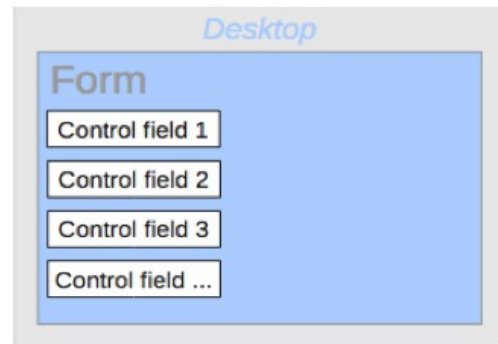 Desktop
Form
Control field 1
Control field 2
Control field 3
Control field ...